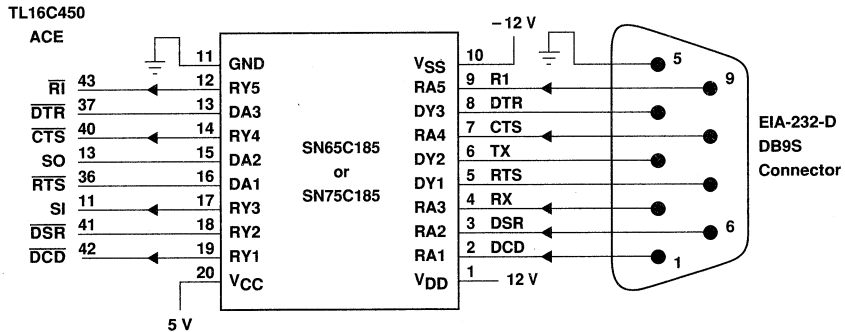 TL16C450
ACE
–12 V
11 GND VSS 10 5
RI 43 12 RY5 RA5 9 R1 9
DTR 37 13 DA3 DY3 8 DTR
CTS 40 14 RY4 RA4 7 CTS
SO 13 15 DA2 DY2 6 TX
RTS 36 16 DA1 DY1 5 RTS
SI 11 17 RY3 RA3 4 RX
DSR 41 18 RY2 RA2 3 DSR 6
DCD 42 19 RY1 RA1 2 DCD 1
20 VCC VDD 1 12 V
5 V
SN65C185
or
SN75C185
EIA-232-D
DB9S
Connector